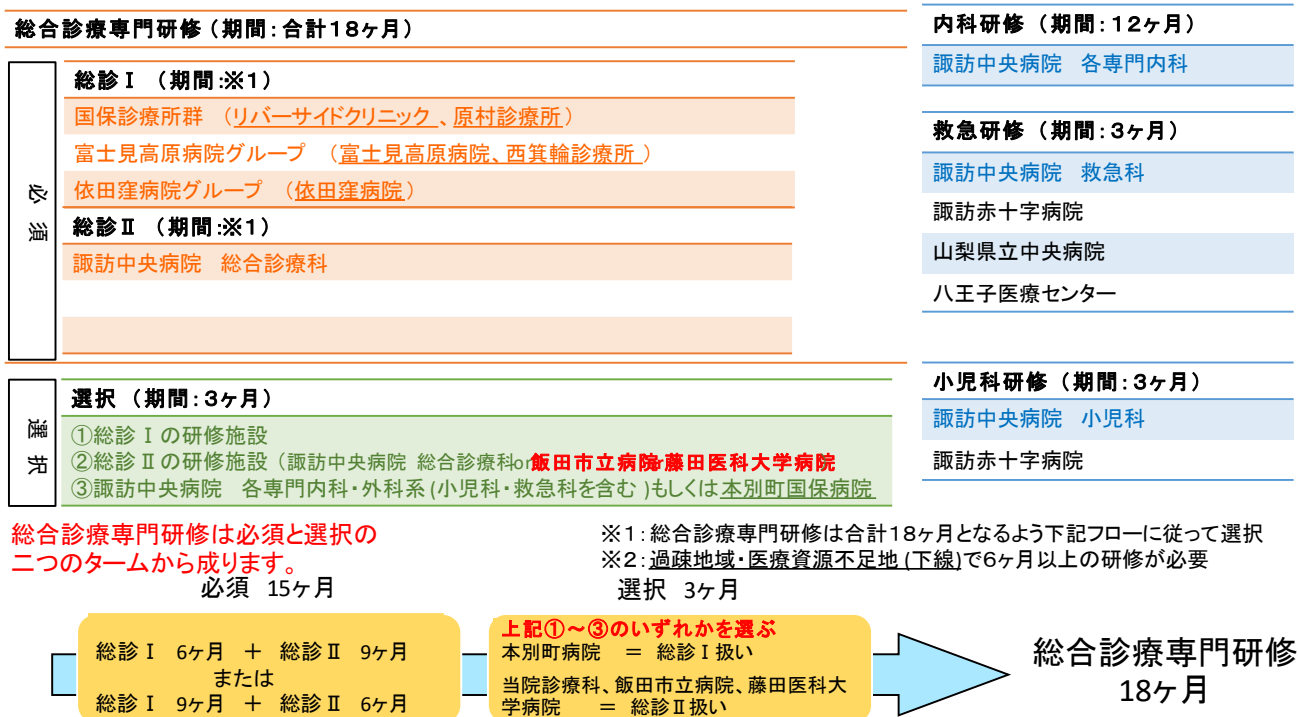 総合診療専門研修（期間：合計18ヶ月）
必須
総診Ⅰ（期間：※1）
国保診療所群（リバーサイドクリニック、原村診療所）
富士見高原病院グループ（富士見高原病院、西箕輪診療所）
依田窪病院グループ（依田窪病院）
総診Ⅱ（期間：※1）
諏訪中央病院　総合診療科
選択
選択（期間：3ヶ月）
①総診Ⅰの研修施設
②総診Ⅱの研修施設（諏訪中央病院 総合診療科or飯田市立病院or藤田医科大学病院
③諏訪中央病院　各専門内科・外科系(小児科・救急科を含む)もしくは本別町国保病院
内科研修（期間：12ヶ月）
諏訪中央病院　各専門内科
救急研修（期間：3ヶ月）
諏訪中央病院　救急科
諏訪赤十字病院
山梨県立中央病院
八王子医療センター
小児科研修（期間：3ヶ月）
諏訪中央病院　小児科
諏訪赤十字病院
総合診療専門研修は必須と選択の
二つのタームから成ります。
※1：総合診療専門研修は合計18ヶ月となるよう下記フローに従って選択
※2：過疎地域・医療資源不足地(下線)で6ヶ月以上の研修が必要
必須 15ヶ月
選択 3ヶ月
総診Ⅰ 6ヶ月 ＋ 総診Ⅱ 9ヶ月
または
総診Ⅰ 9ヶ月 ＋ 総診Ⅱ 6ヶ月
上記①～③のいずれかを選ぶ
本別町病院 ＝ 総診Ⅰ扱い
当院診療科、飯田市立病院、藤田医科大
学病院 ＝ 総診Ⅱ扱い
総合診療専門研修
18ヶ月